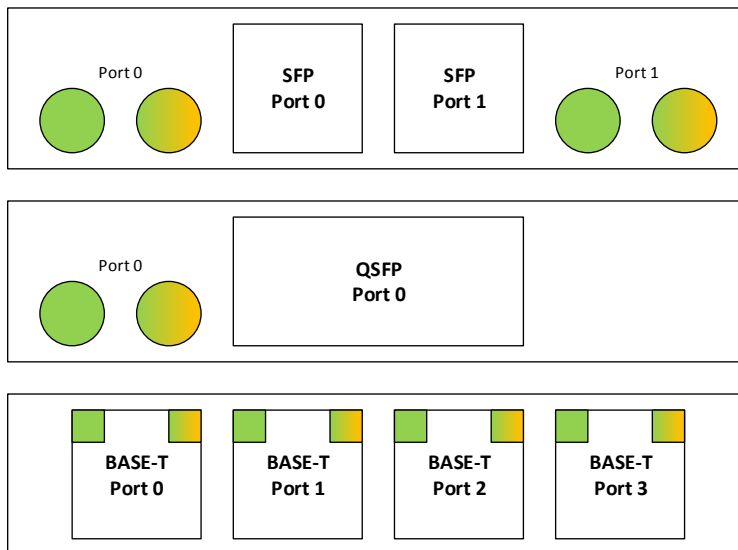 Port 0
SFP
Port 0
SFP
Port 1
Port 1
Port 0
QSFP
Port 0
BASE-T
Port 0
BASE-T
Port 1
BASE-T
Port 2
BASE-T
Port 3